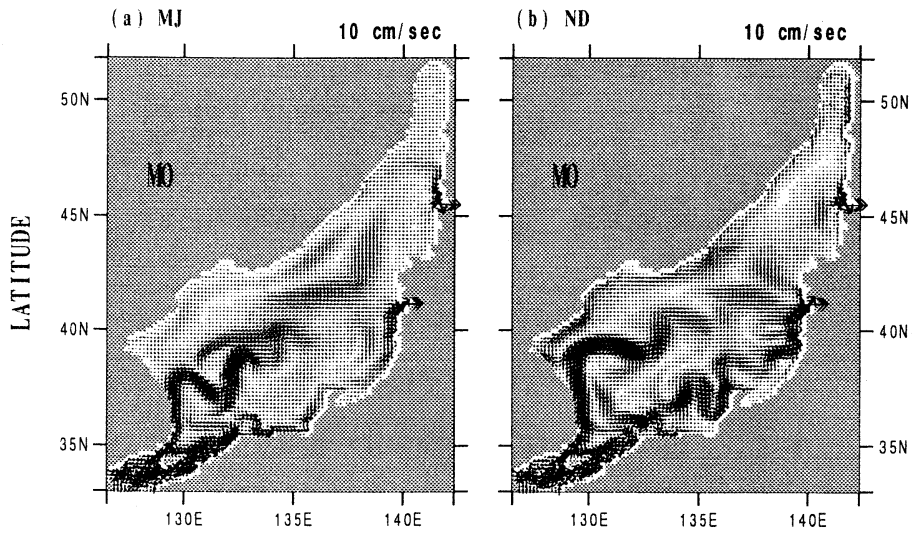 (a) MJ
10 cm/sec
(b) ND
10 cm/sec
50N
50N
MO
MO
45N
45N
LATITUDE
40N
40N
35N
35N
130E
135E
140E
130E
135E
140E